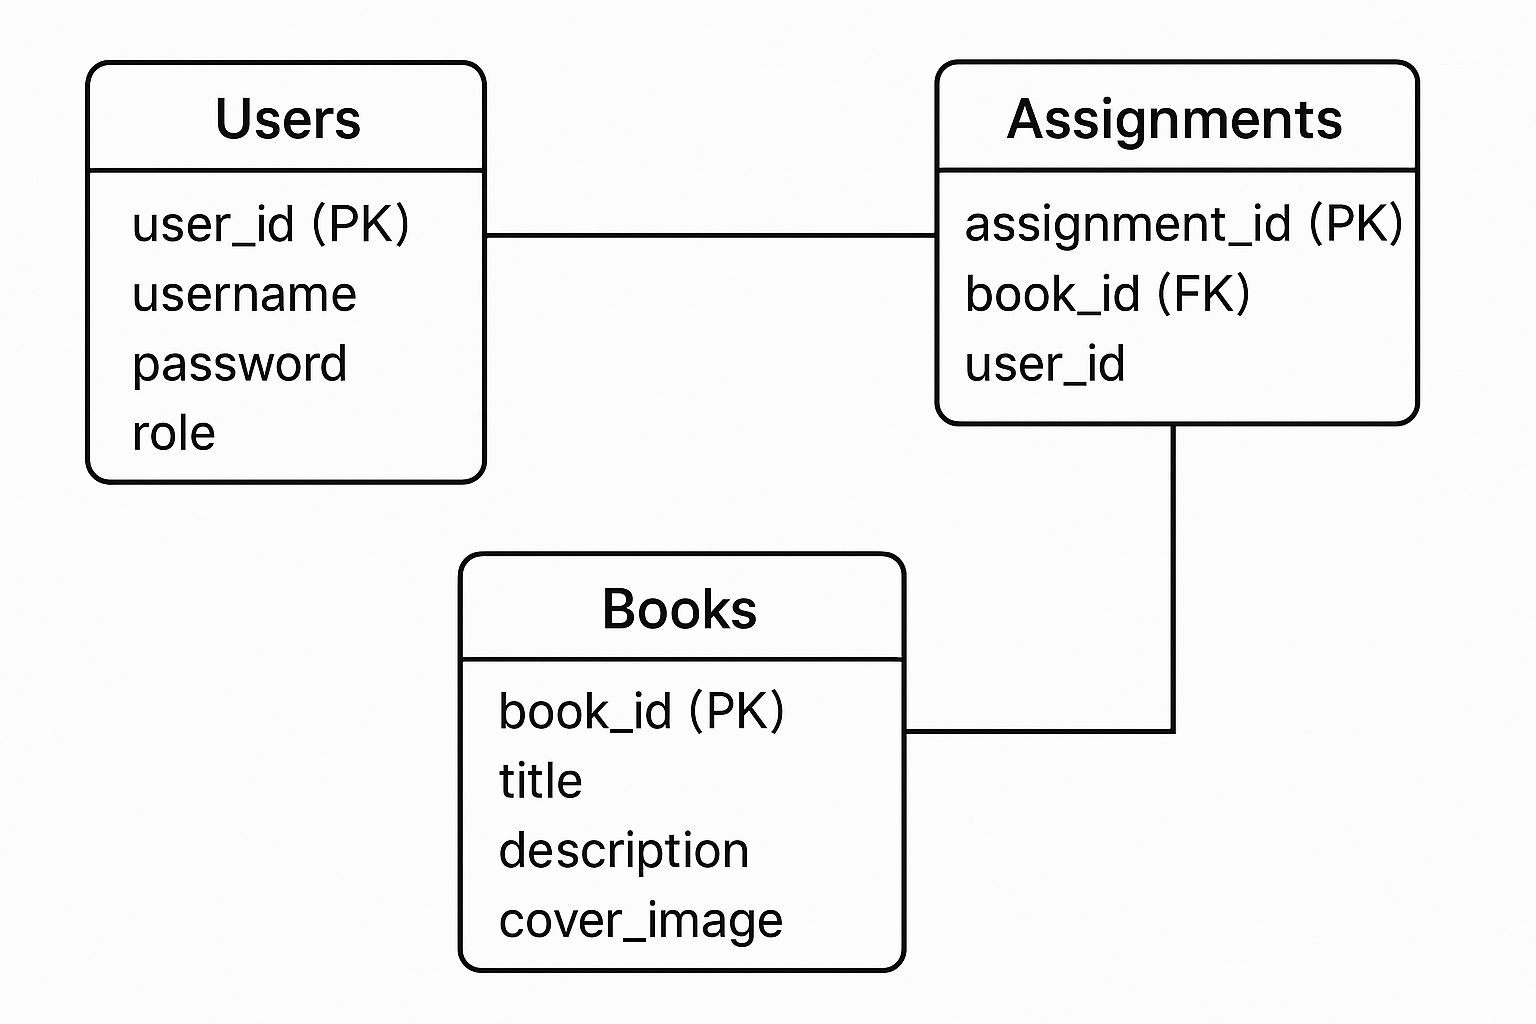 Users
user_id (PK)
username
password
role
Assignments
assignment_id (PK)
book_id (FK)
user_id
Books
book_id (PK)
title
description
cover_image